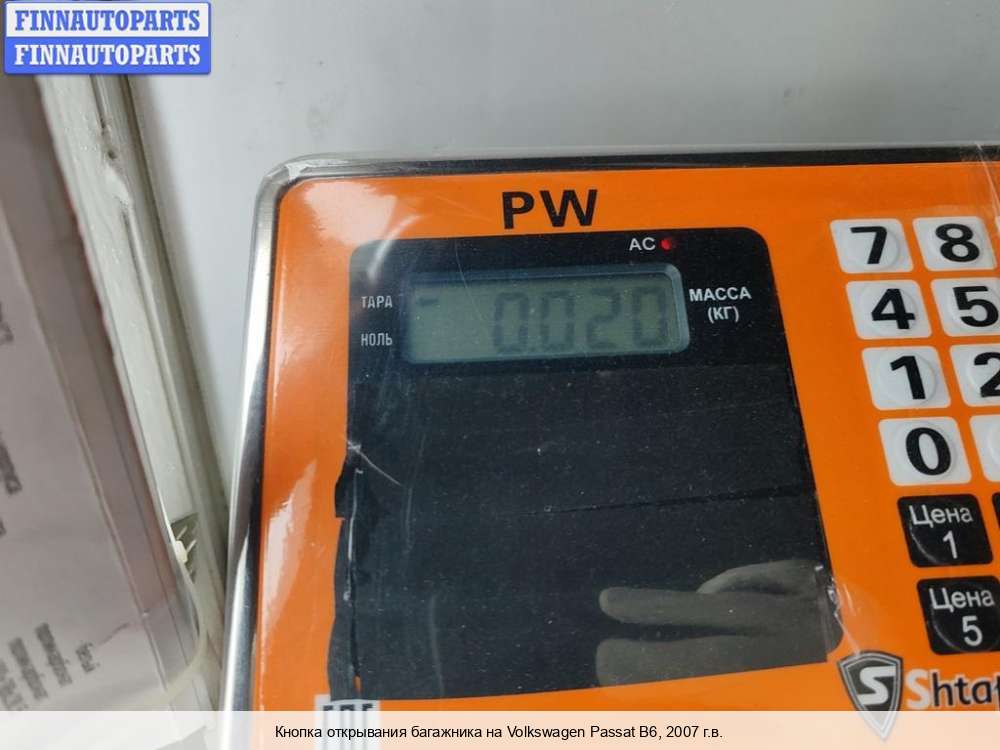 FINNAUTOPARTS
FINNAUTOPARTS
PW
AC
ТАРА
НОЛЬ
0.020
МАССА
(КГ)
7 8
4 5
1 2
0
Цена
1
Цена
5
S Shtat
Кнопка открывания багажника на Volkswagen Passat B6, 2007 г.в.